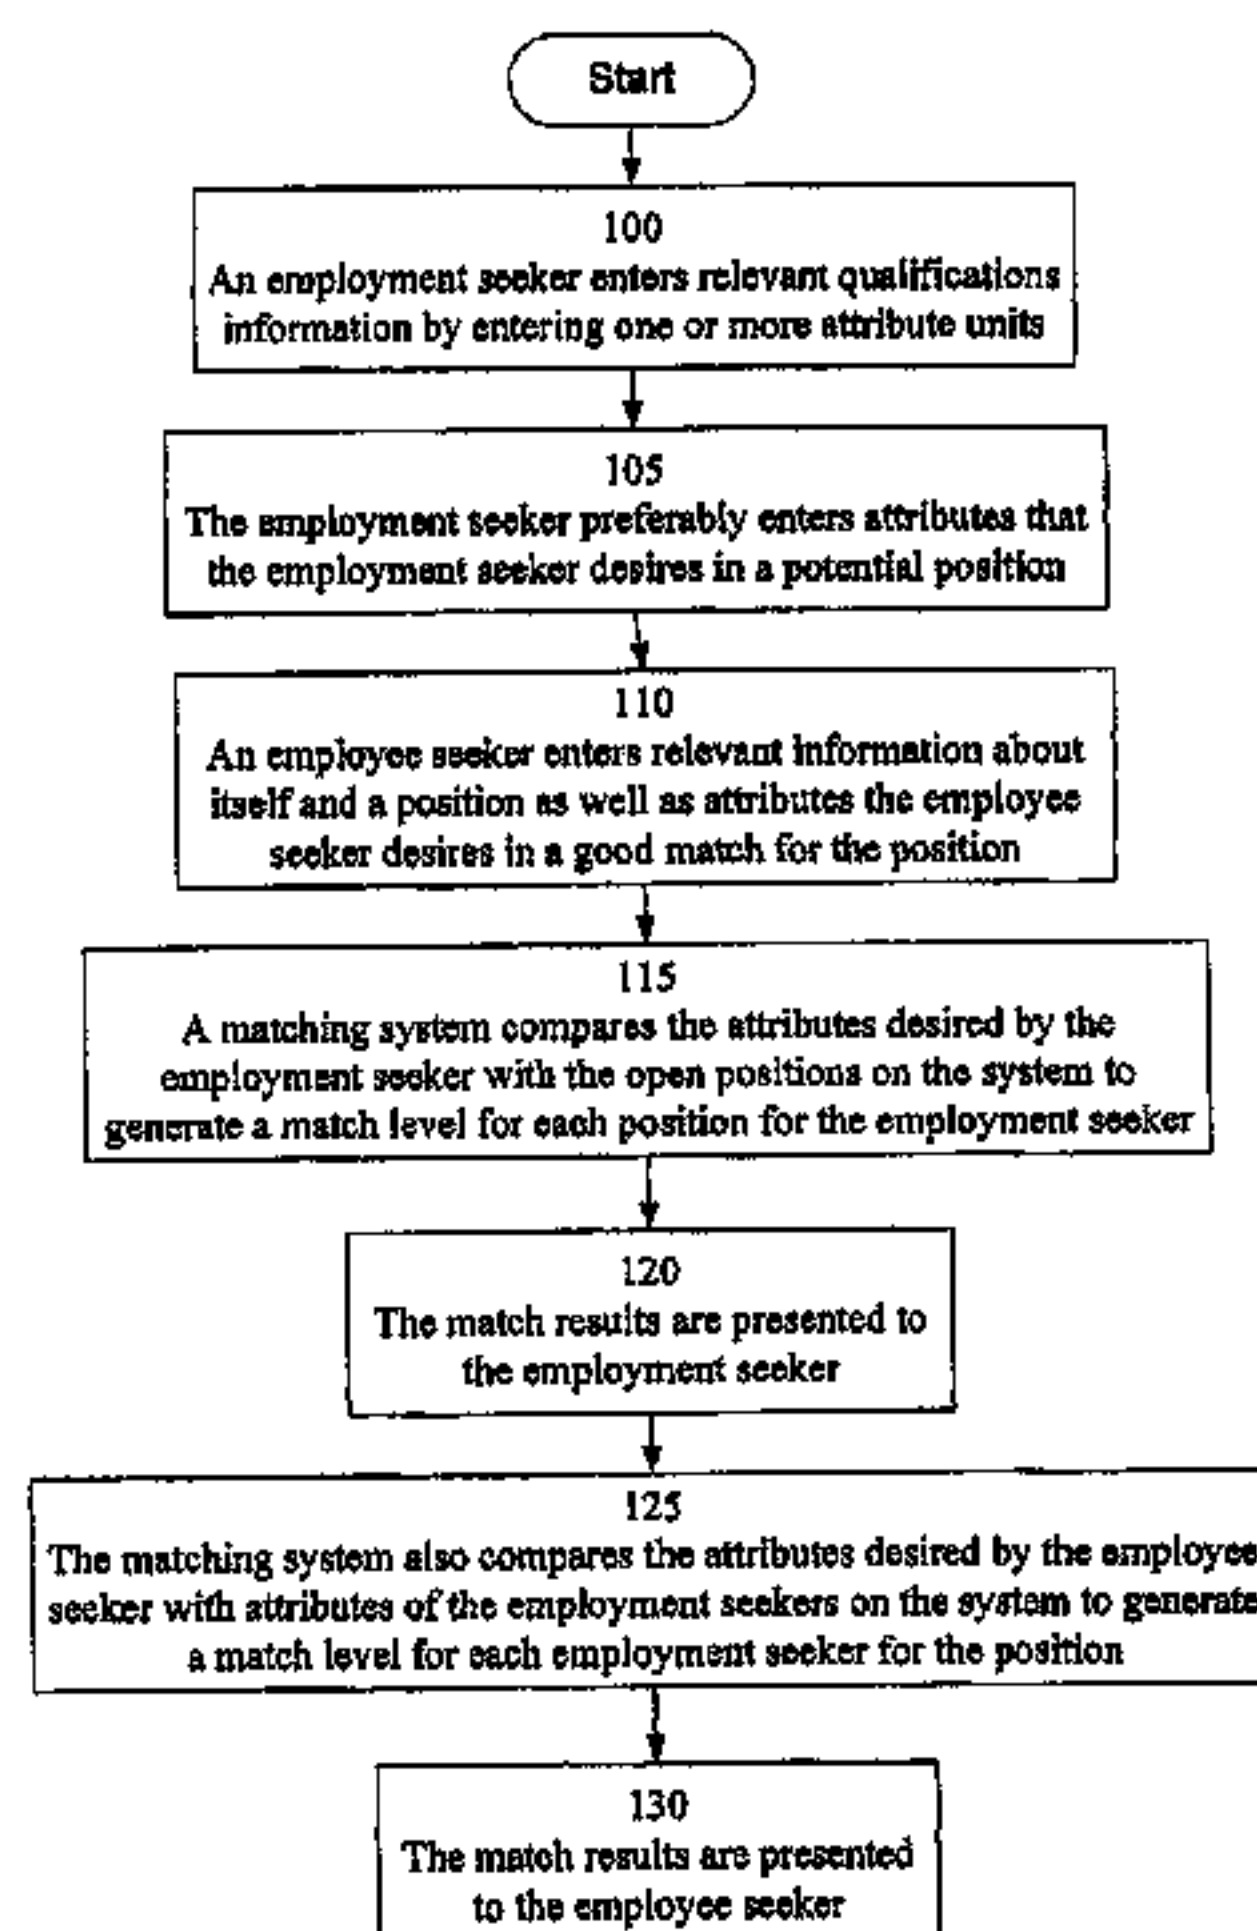 Start
100
An employment seeker enters relevant qualifications
information by entering one or more attribute units
105
The employment seeker preferably enters attributes that
the employment seeker desires in a potential position
110
An employee seeker enters relevant information about
itself and a position as well as attributes the employee
seeker desires in a good match for the position
115
A matching system compares the attributes desired by the
employment seeker with the open positions on the system to
generate a match level for each position for the employment seeker
120
The match results are presented to
the employment seeker
125
The matching system also compares the attributes desired by the employee
seeker with attributes of the employment seekers on the system to generate
a match level for each employment seeker for the position
130
The match results are presented
to the employee seeker